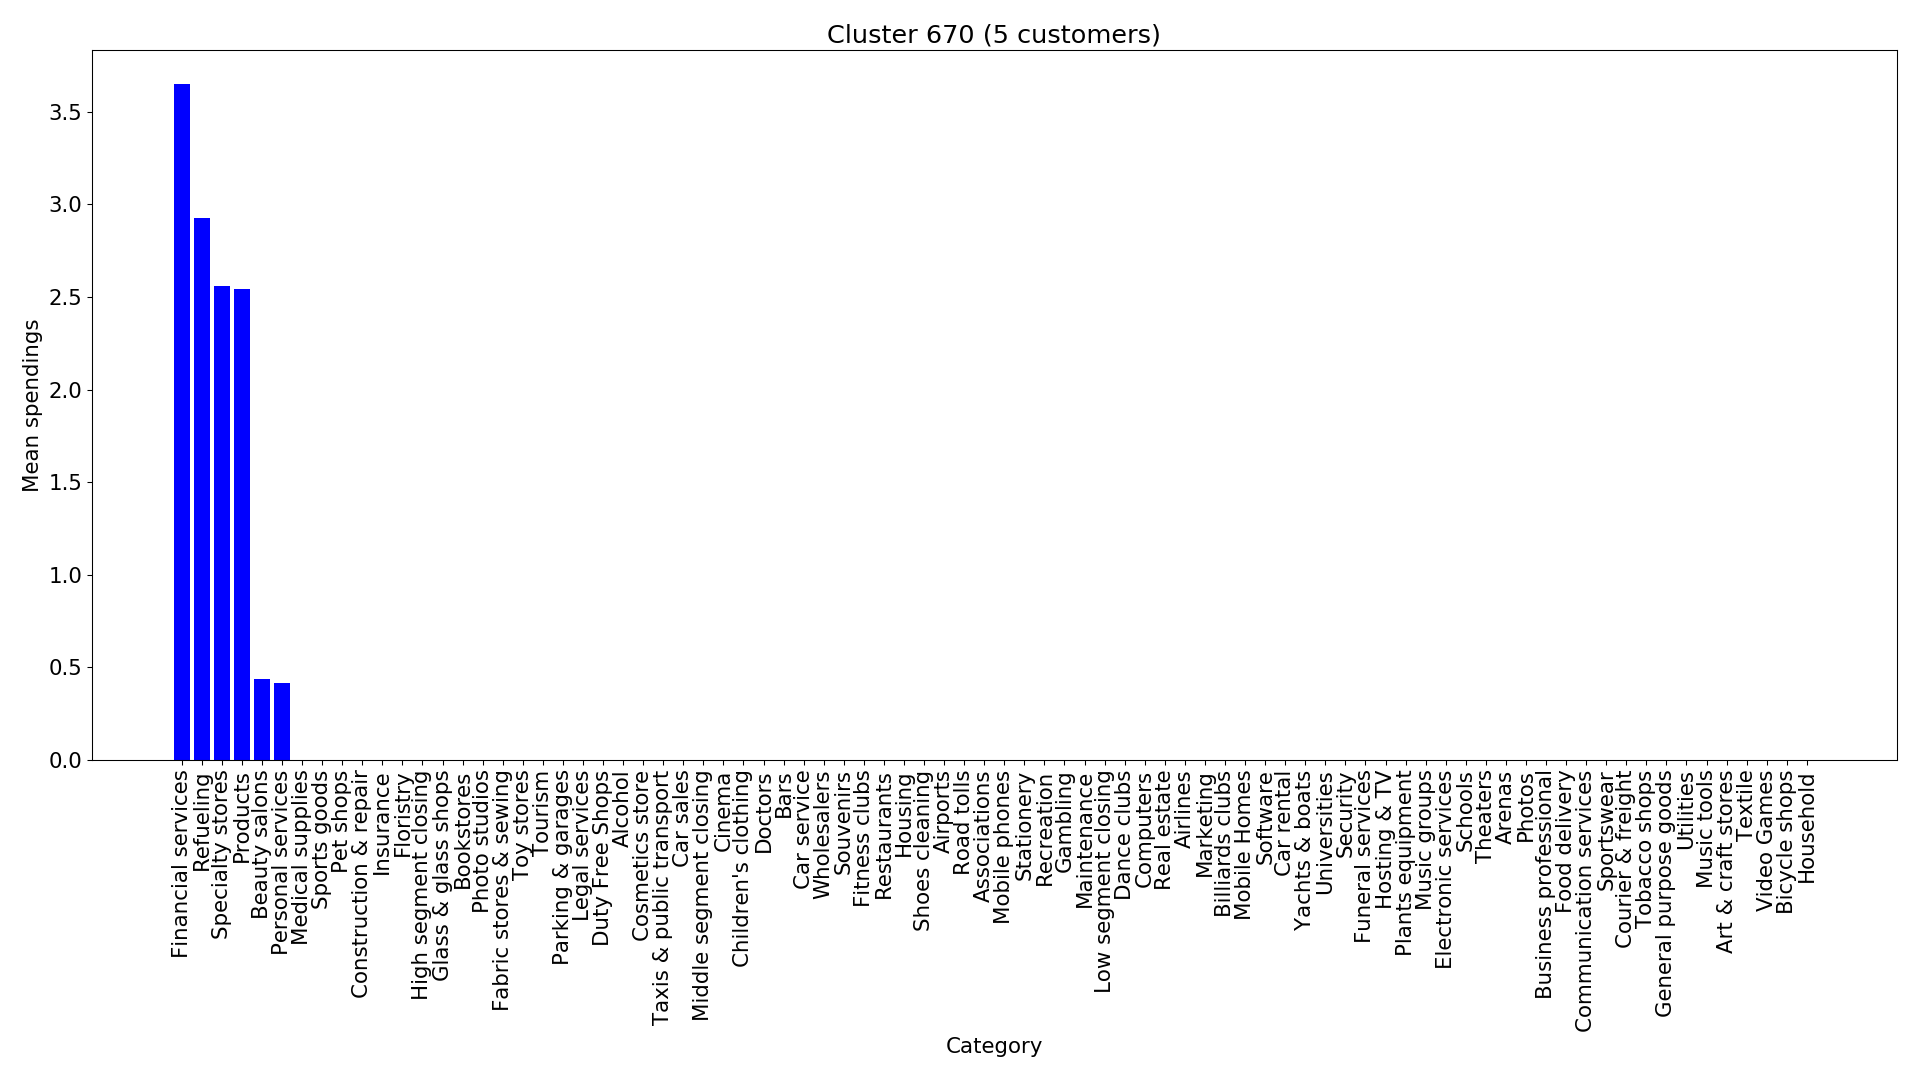 Cluster 670 (5 customers)
Mean spendings
3.5
3.0
2.5
2.0
1.5
1.0
0.5
0.0
Financial services
Refueling
Specialty stores
Products
Beauty salons
Personal services
Medical supplies
Sports goods
Pet shops
Construction & repair
Insurance
Floristry
High segment closing
Glass & glass shops
Bookstores
Photo studios
Fabric stores & sewing
Toy stores
Tourism
Parking & garages
Legal services
Duty Free Shops
Alcohol
Cosmetics store
Taxis & public transport
Car sales
Middle segment closing
Cinema
Children's clothing
Doctors
Bars
Car service
Wholesalers
Souvenirs
Fitness clubs
Restaurants
Housing
Shoes cleaning
Airports
Road tolls
Associations
Mobile phones
Stationery
Recreation
Gambling
Maintenance
Low segment closing
Dance clubs
Computers
Real estate
Airlines
Marketing
Billiards clubs
Mobile Homes
Software
Car rental
Yachts & boats
Universities
Security
Funeral services
Hosting & TV
Plants equipment
Music groups
Electronic services
Schools
Theaters
Arenas
Photos
Business professional
Food delivery
Communication services
Sportswear
Courier & freight
Tobacco shops
General purpose goods
Utilities
Music tools
Art & craft stores
Textile
Video Games
Bicycle shops
Household
Category